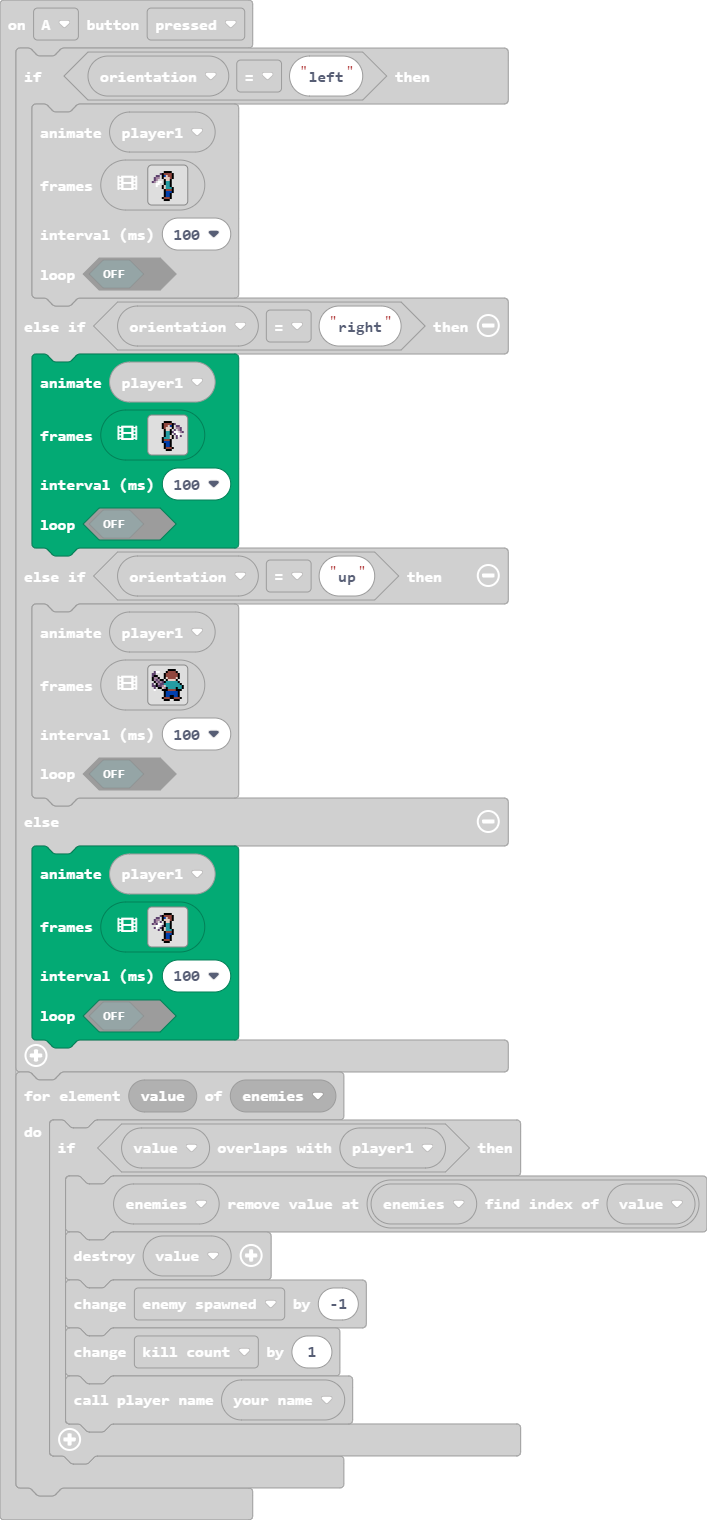 on A button pressed
if orientation = "left" then
animate player1
frames
interval (ms) 100
loop OFF
else if orientation = "right" then
animate player1
frames
interval (ms) 100
loop OFF
else if orientation = "up" then
animate player1
frames
interval (ms) 100
loop OFF
else
animate player1
frames
interval (ms) 100
loop OFF
for element value of enemies
do
if value overlaps with player1 then
enemies remove value at enemies find index of value
destroy value
change enemy spawned by -1
change kill count by 1
call player name your name